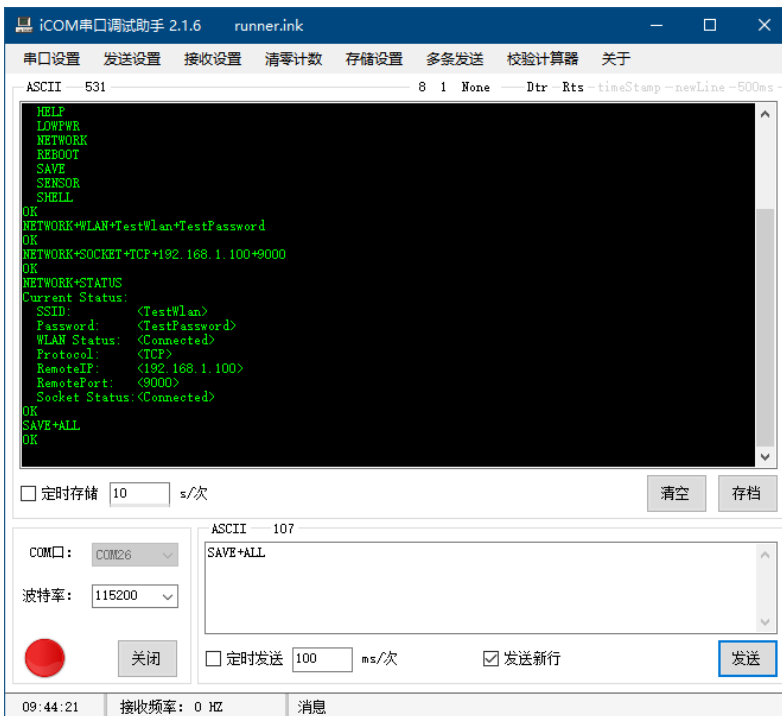 iCOM串口调试助手 2.1.6 runner.ink
串口设置 发送设置 接收设置 清零计数 存储设置 多条发送 校验计算器 关于
ASCII 531 8 1 None Dtr Rts timeStamp newLine 500ms
HELP
LOWPWR
NETWORK
REBOOT
SAVE
SENSOR
SHELL
OK
NETWORK+WLAN+TestWlan+TestPassword
OK
NETWORK+SOCKET+TCP+192.168.1.100+9000
OK
NETWORK+STATUS
Current Status:
SSID: <TestWlan>
Password: <TestPassword>
WLAN Status: <Connected>
Protocol: <TCP>
RemoteIP: <192.168.1.100>
RemotePort: <9000>
Socket Status:<Connected>
OK
SAVE+ALL
OK
定时存储 10 s/次 清空 存档
ASCII 107
COM口: COM26
SAVE+ALL
波特率: 115200
关闭
定时发送 100 ms/次 发送新行 发送
09:44:21 接收频率: 0 HZ 消息